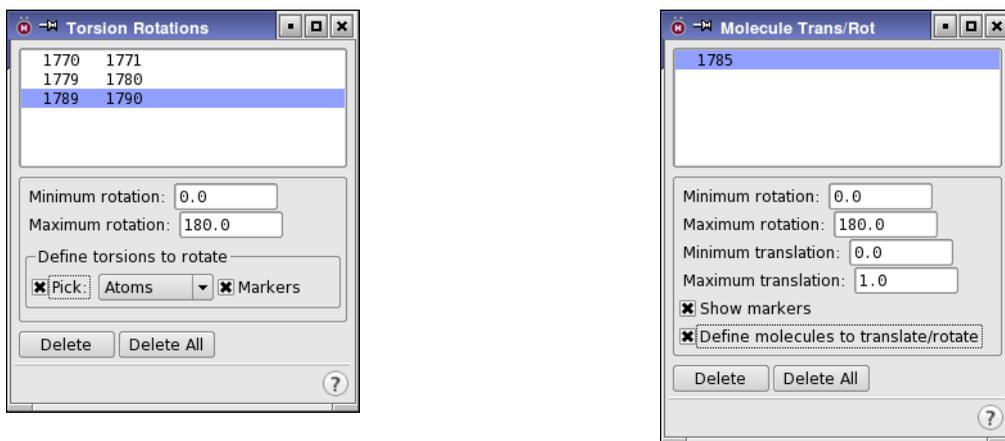 Torsion Rotations
1770 1771
1779 1780
1789 1790
Minimum rotation: 0.0
Maximum rotation: 180.0
Define torsions to rotate
Pick: Atoms Markers
Delete Delete All
?
Molecule Trans/Rot
1785
Minimum rotation: 0.0
Maximum rotation: 180.0
Minimum translation: 0.0
Maximum translation: 1.0
Show markers
Define molecules to translate/rotate
Delete Delete All
?